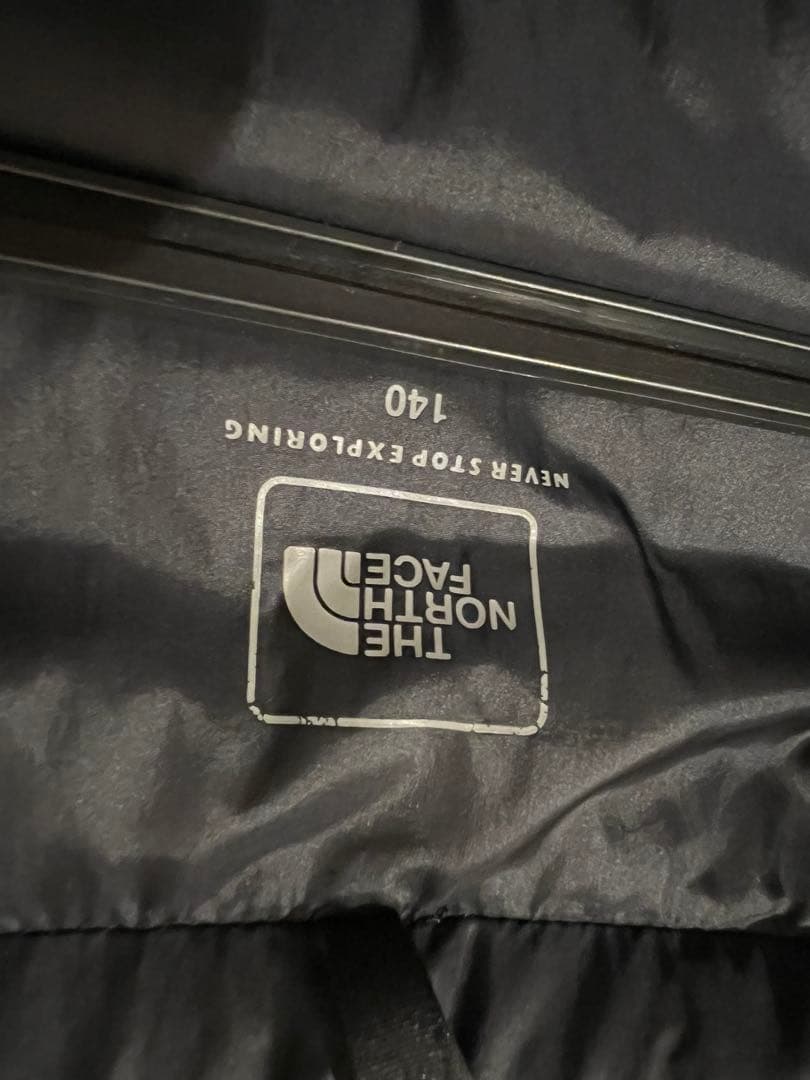 THE
NORTH
FACE
NEVER STOP EXPLORING
140